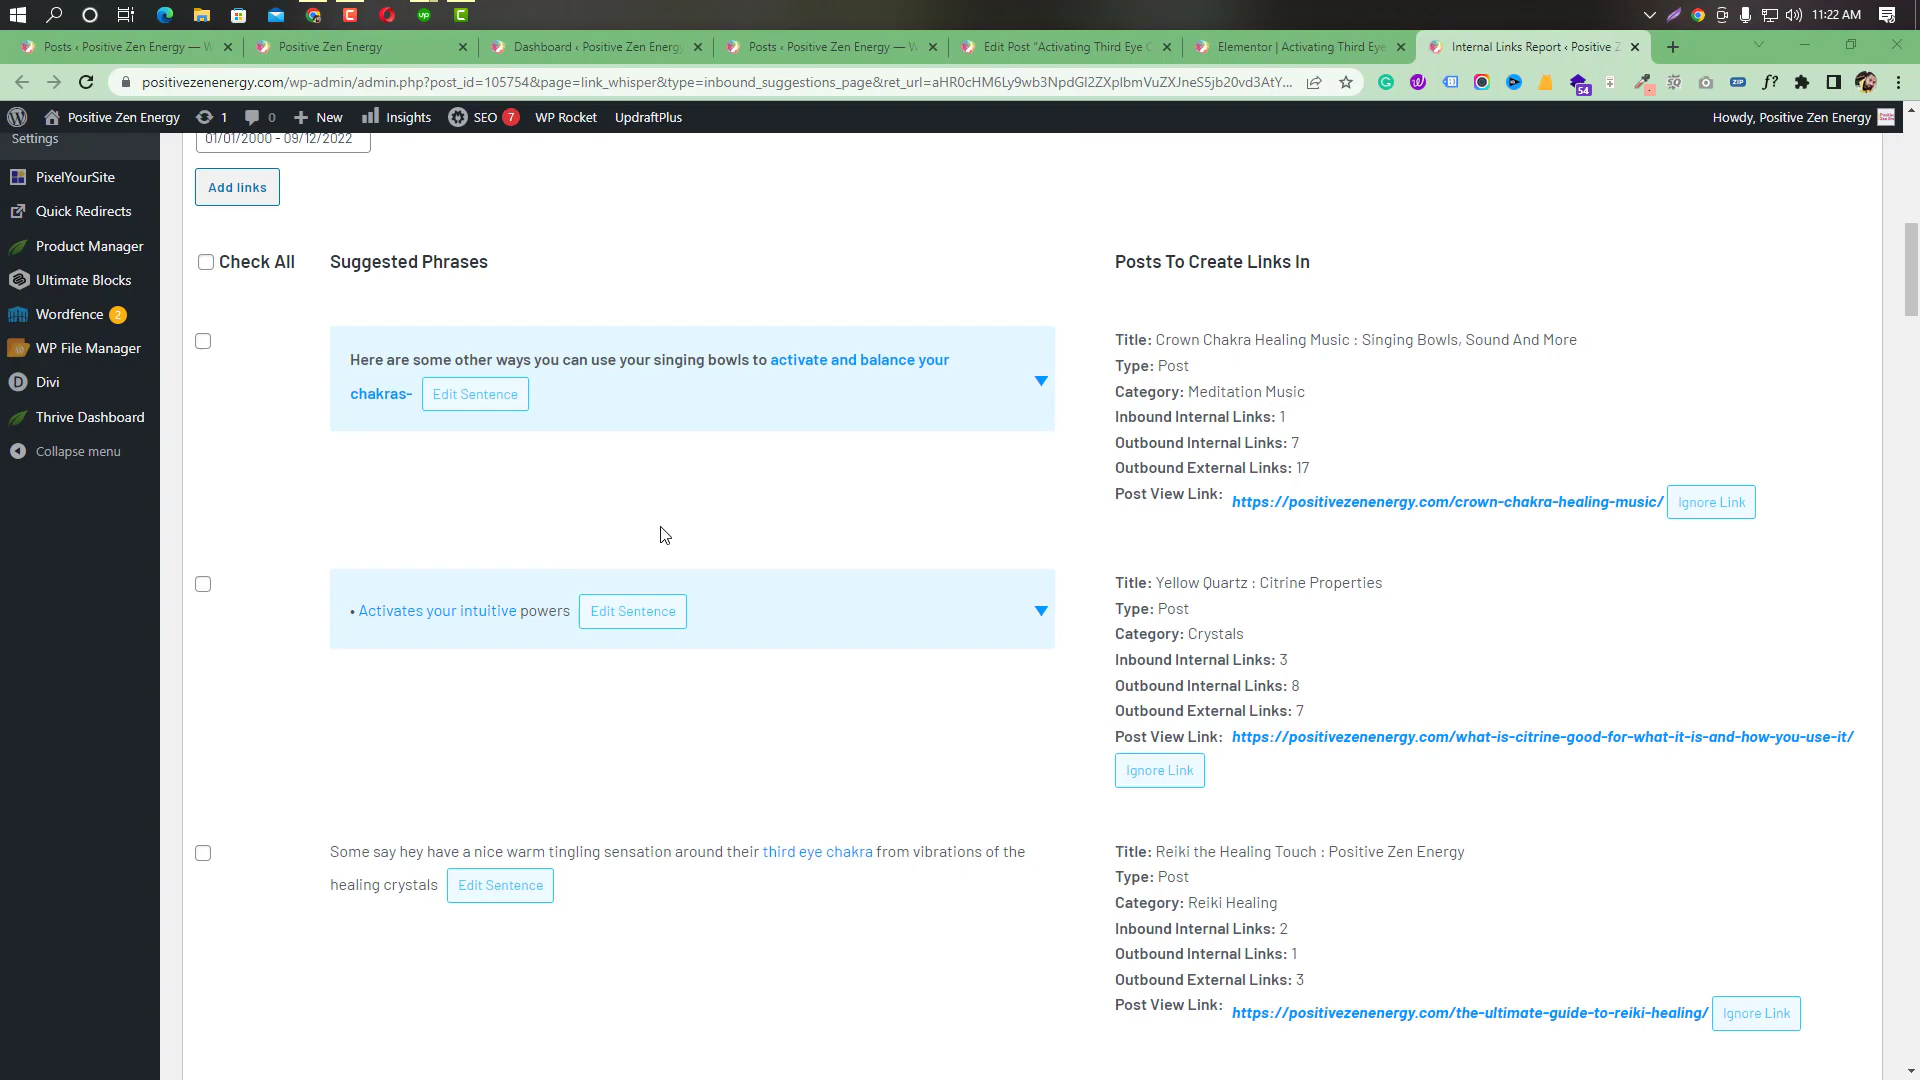 11:22 AM
Posts ‹ Positive Zen Energy — W
Positive Zen Energy
Dashboard ‹ Positive Zen Energy
Posts ‹ Positive Zen Energy — W
Edit Post "Activating Third Eye C
Elementor | Activating Third Eye
Internal Links Report ‹ Positive Z
positivezenenergy.com/wp-admin/admin.php?post_id=105754&page=link_whisper&type=inbound_suggestions_page&ret_url=aHR0cHM6Ly9wb3NpdGl2ZXplbmVuZXJneS5jb20vd3AtY...
54
Positive Zen Energy
1
0
New
Insights
SEO 7
WP Rocket
UpdraftPlus
Howdy, Positive Zen Energy
Settings
PixelYourSite
Quick Redirects
Product Manager
Ultimate Blocks
Wordfence 2
WP File Manager
Divi
Thrive Dashboard
Collapse menu
01/01/2000 - 09/12/2022
Add links
Check All
Suggested Phrases
Posts To Create Links In
Here are some other ways you can use your singing bowls to activate and balance your
chakras- Edit Sentence
Title: Crown Chakra Healing Music : Singing Bowls, Sound And More
Type: Post
Category: Meditation Music
Inbound Internal Links: 1
Outbound Internal Links: 7
Outbound External Links: 17
Post View Link: https://positivezenenergy.com/crown-chakra-healing-music/ Ignore Link
• Activates your intuitive powers Edit Sentence
Title: Yellow Quartz : Citrine Properties
Type: Post
Category: Crystals
Inbound Internal Links: 3
Outbound Internal Links: 8
Outbound External Links: 7
Post View Link: https://positivezenenergy.com/what-is-citrine-good-for-what-it-is-and-how-you-use-it/
Ignore Link
Some say hey have a nice warm tingling sensation around their third eye chakra from vibrations of the
healing crystals Edit Sentence
Title: Reiki the Healing Touch : Positive Zen Energy
Type: Post
Category: Reiki Healing
Inbound Internal Links: 2
Outbound Internal Links: 1
Outbound External Links: 3
Post View Link: https://positivezenenergy.com/the-ultimate-guide-to-reiki-healing/ Ignore Link